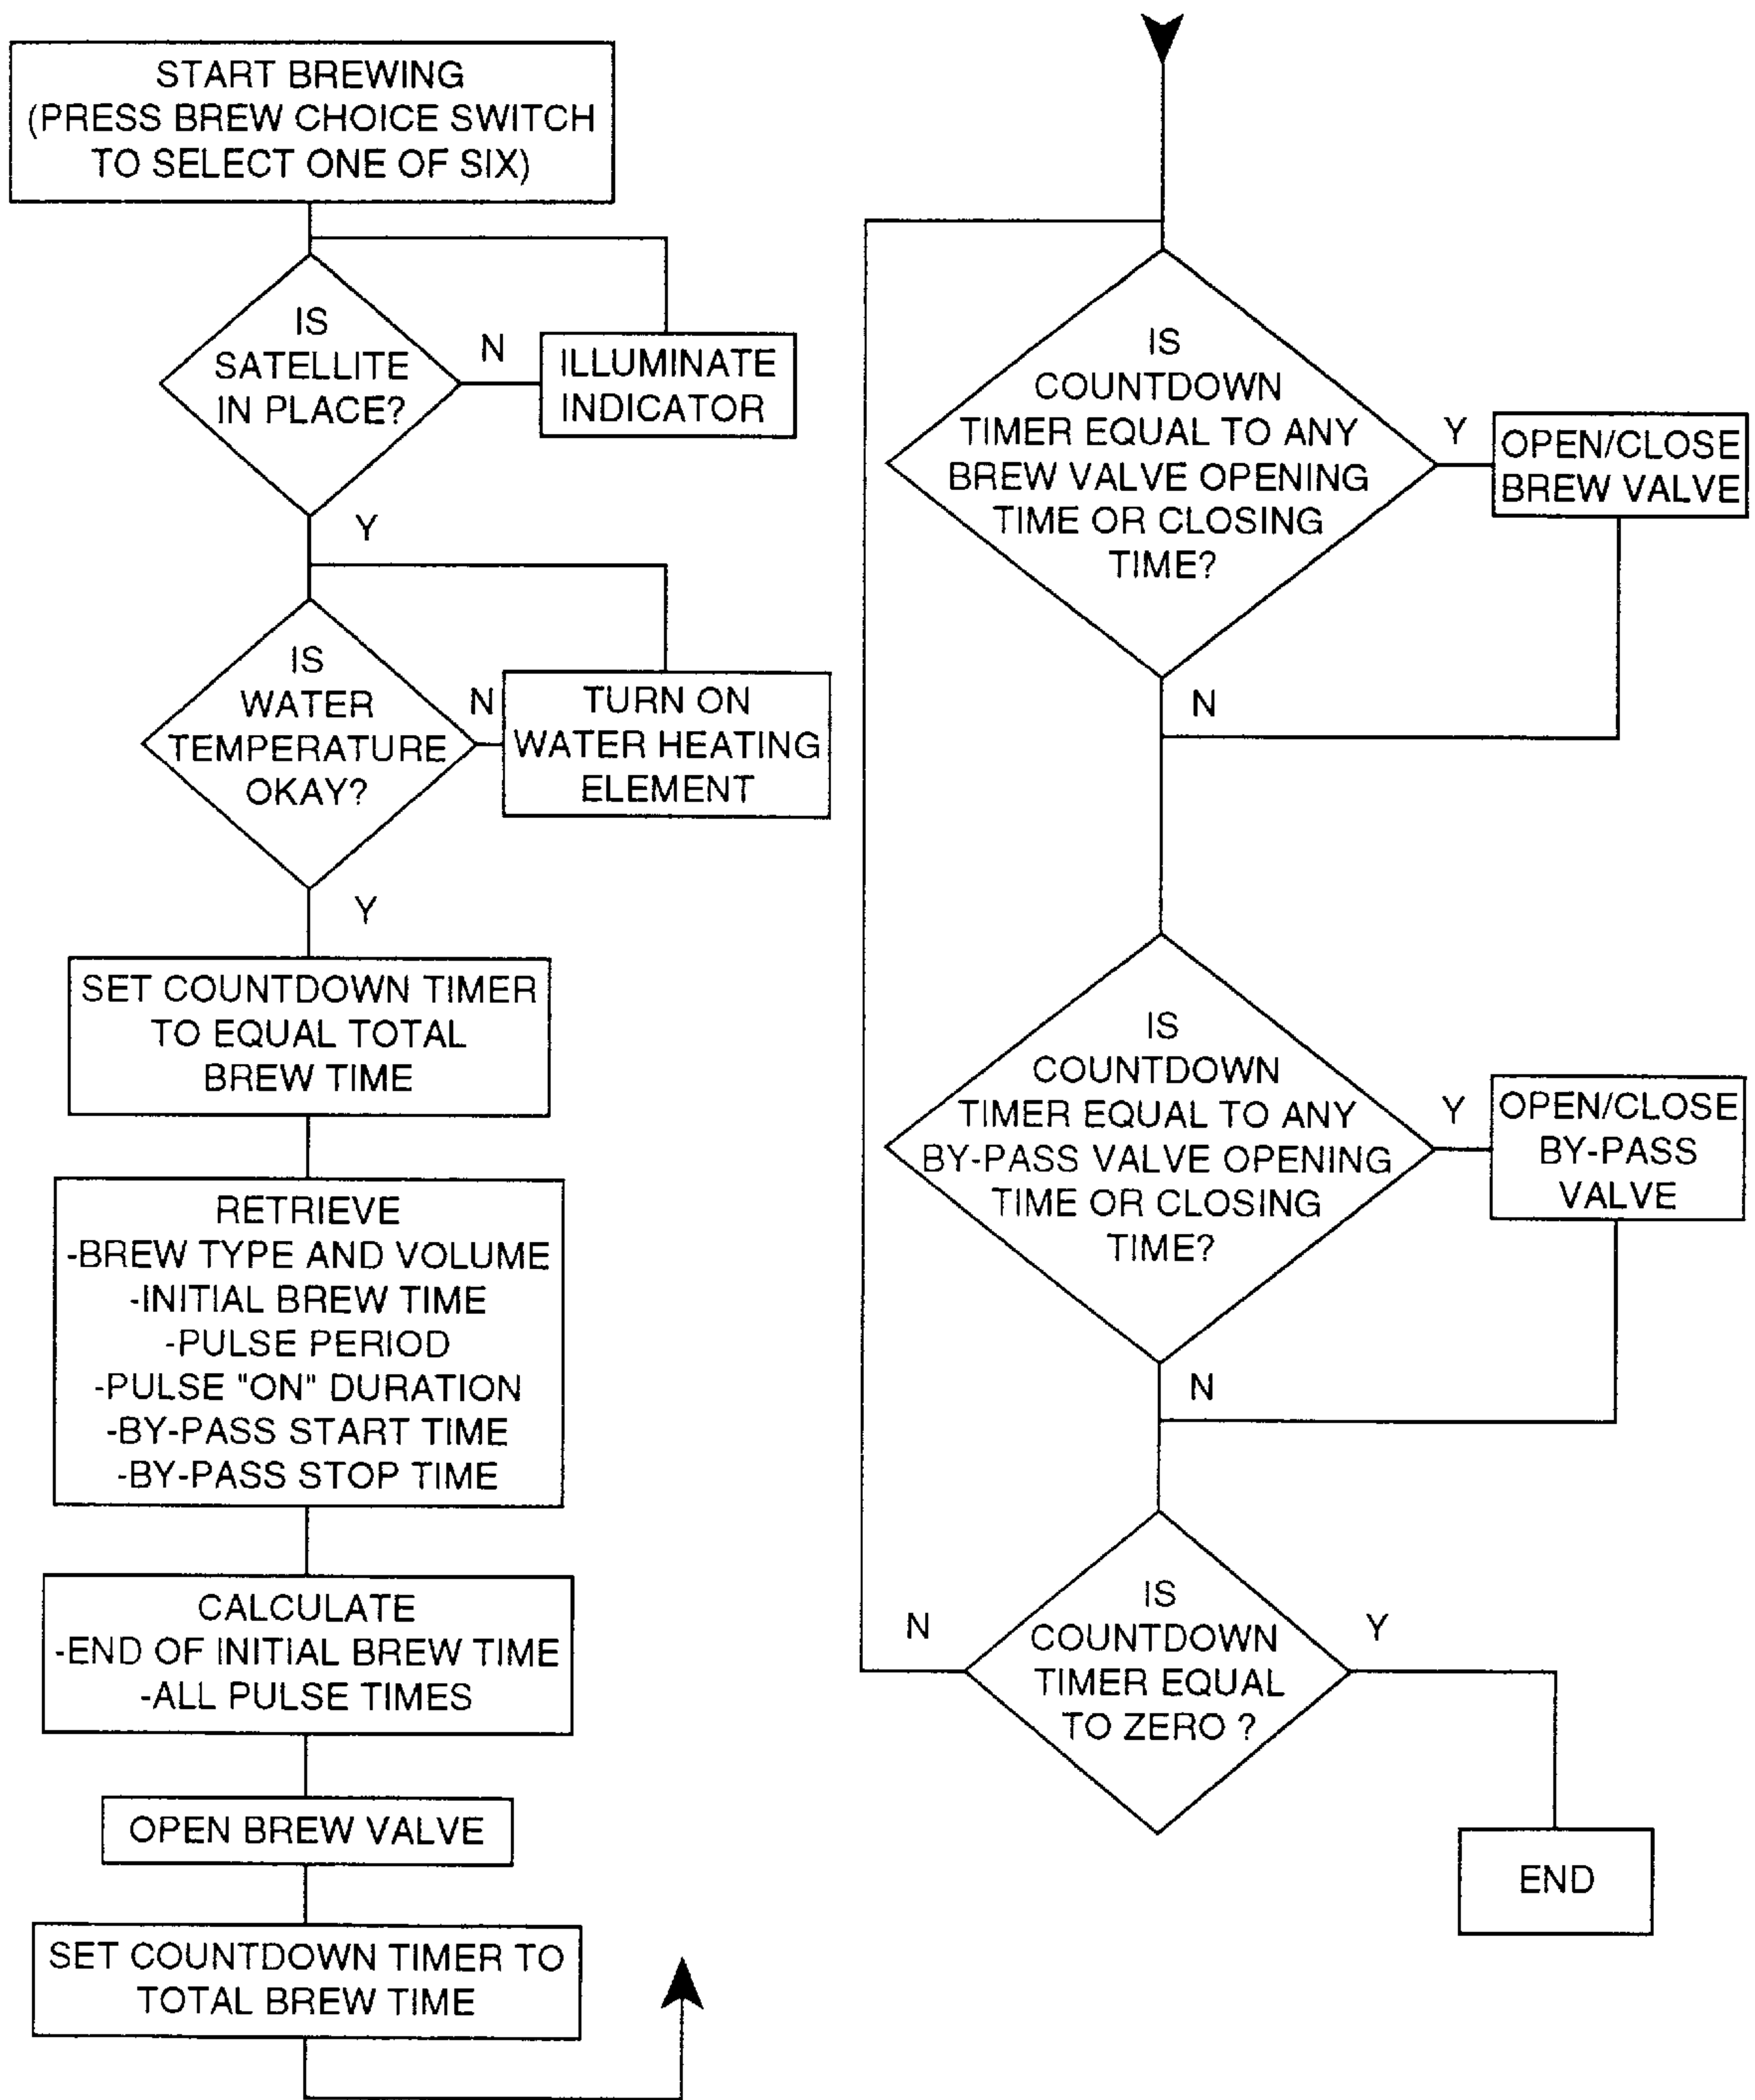 START BREWING
(PRESS BREW CHOICE SWITCH
TO SELECT ONE OF SIX)
IS
SATELLITE
IN PLACE?
N
ILLUMINATE
INDICATOR
Y
IS
WATER
TEMPERATURE
OKAY?
N
TURN ON
WATER HEATING
ELEMENT
Y
SET COUNTDOWN TIMER
TO EQUAL TOTAL
BREW TIME
RETRIEVE
-BREW TYPE AND VOLUME
-INITIAL BREW TIME
-PULSE PERIOD
-PULSE "ON" DURATION
-BY-PASS START TIME
-BY-PASS STOP TIME
CALCULATE
-END OF INITIAL BREW TIME
-ALL PULSE TIMES
OPEN BREW VALVE
SET COUNTDOWN TIMER TO
TOTAL BREW TIME
IS
COUNTDOWN
TIMER EQUAL TO ANY
BREW VALVE OPENING
TIME OR CLOSING
TIME?
Y
OPEN/CLOSE
BREW VALVE
N
IS
COUNTDOWN
TIMER EQUAL TO ANY
BY-PASS VALVE OPENING
TIME OR CLOSING
TIME?
Y
OPEN/CLOSE
BY-PASS
VALVE
N
IS
COUNTDOWN
TIMER EQUAL
TO ZERO ?
N
Y
END